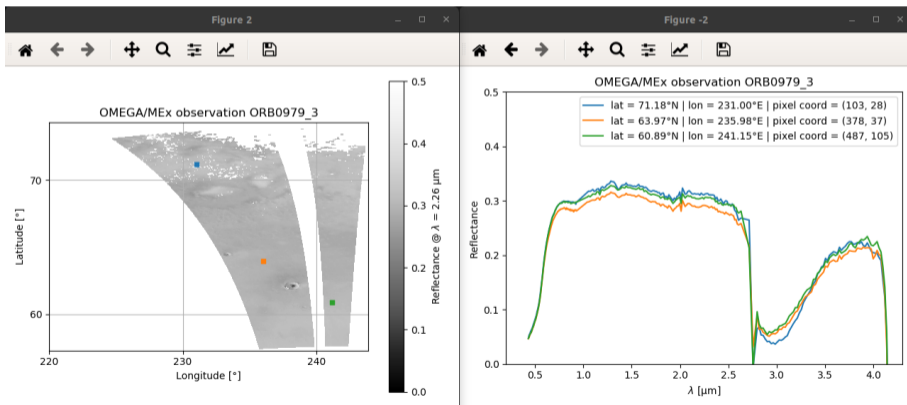 Figure 2
OMEGA/MEx observation ORB0979_3
70
60
Latitude [°]
220
230
240
Longitude [°]
0.5
0.4
0.3
0.2
0.1
0.0
Reflectance @ λ = 2.26 µm
Figure -2
OMEGA/MEx observation ORB0979_3
lat = 71.18°N | lon = 231.00°E | pixel coord = (103, 28)
lat = 63.97°N | lon = 235.98°E | pixel coord = (378, 37)
lat = 60.89°N | lon = 241.15°E | pixel coord = (487, 105)
0.5
0.4
0.3
0.2
0.1
0.0
Reflectance
0.5
1.0
1.5
2.0
2.5
3.0
3.5
4.0
λ [µm]